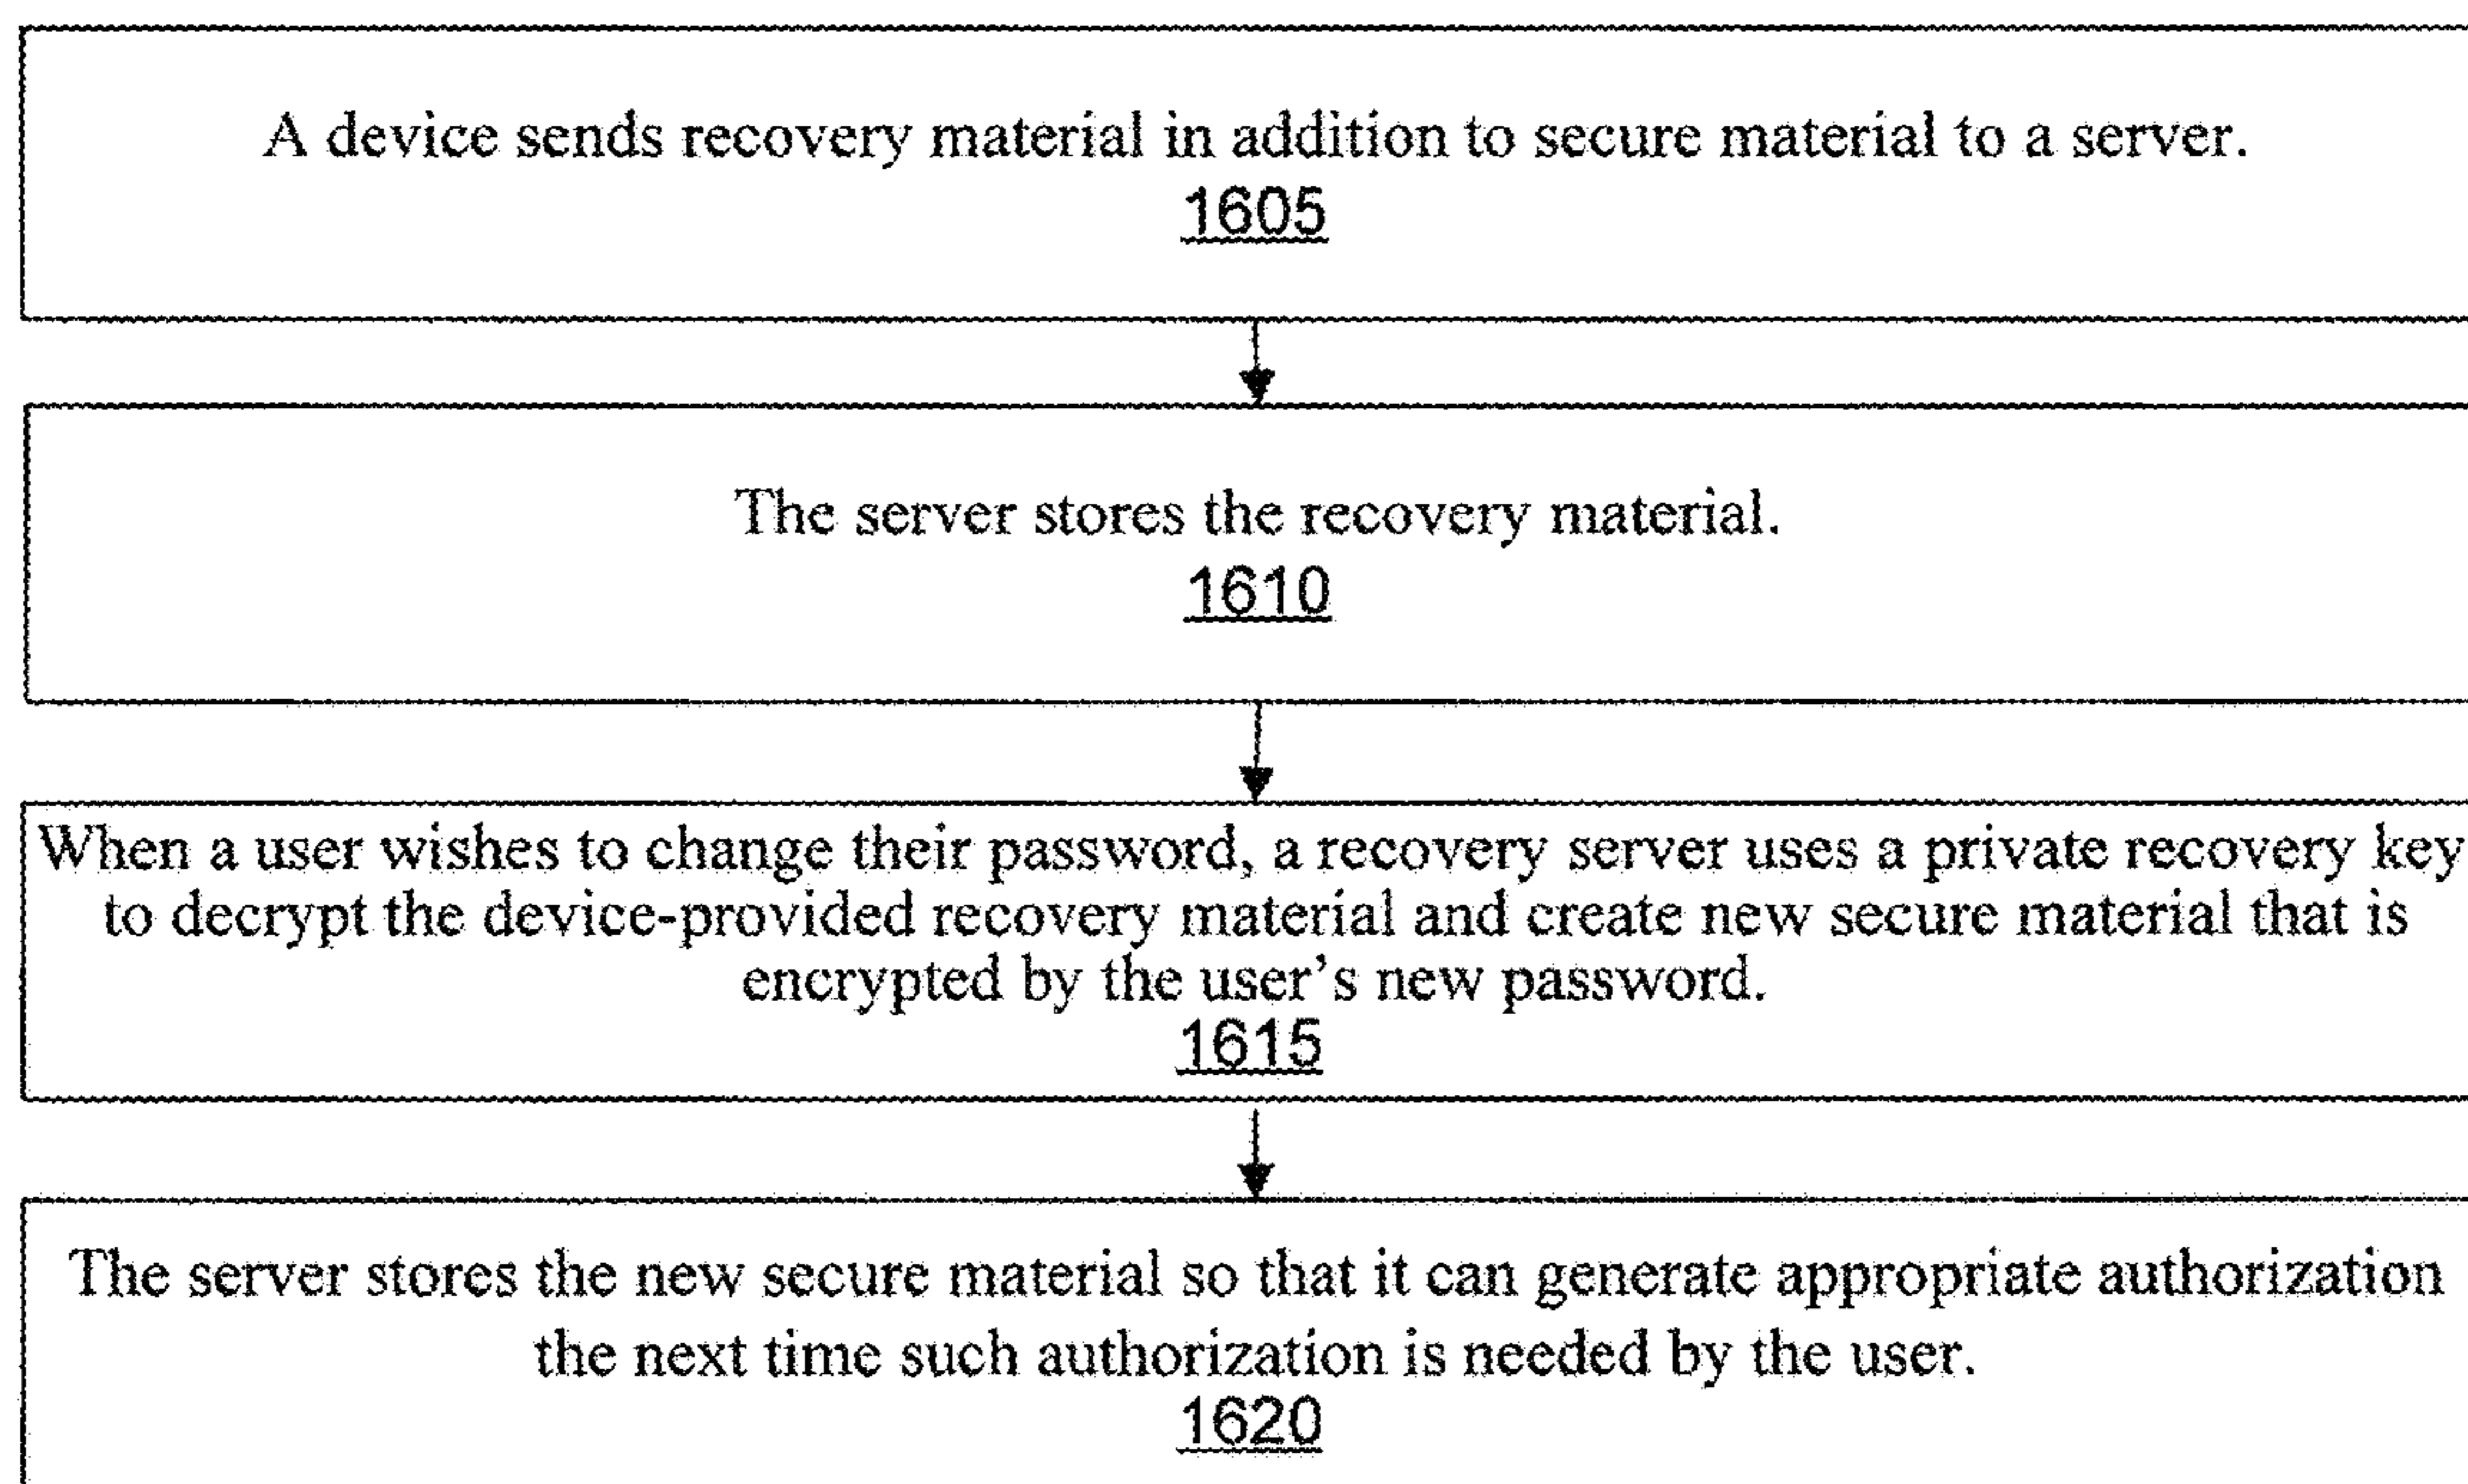 A device sends recovery material in addition to secure material to a server.
1605
The server stores the recovery material.
1610
When a user wishes to change their password, a recovery server uses a private recovery key
to decrypt the device-provided recovery material and create new secure material that is
encrypted by the user's new password.
1615
The server stores the new secure material so that it can generate appropriate authorization
the next time such authorization is needed by the user.
1620